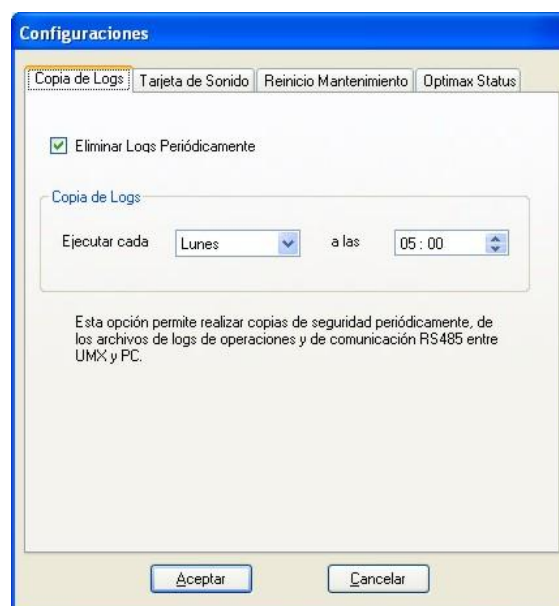 Configuraciones
Copia de Logs Tarjeta de Sonido Reinicio Mantenimiento Optimax Status
Eliminar Logs Periódicamente
Copia de Logs
Ejecutar cada Lunes a las 05 : 00
Esta opción permite realizar copias de seguridad periódicamente, de
los archivos de logs de operaciones y de comunicación RS485 entre
UMX y PC.
Aceptar Cancelar